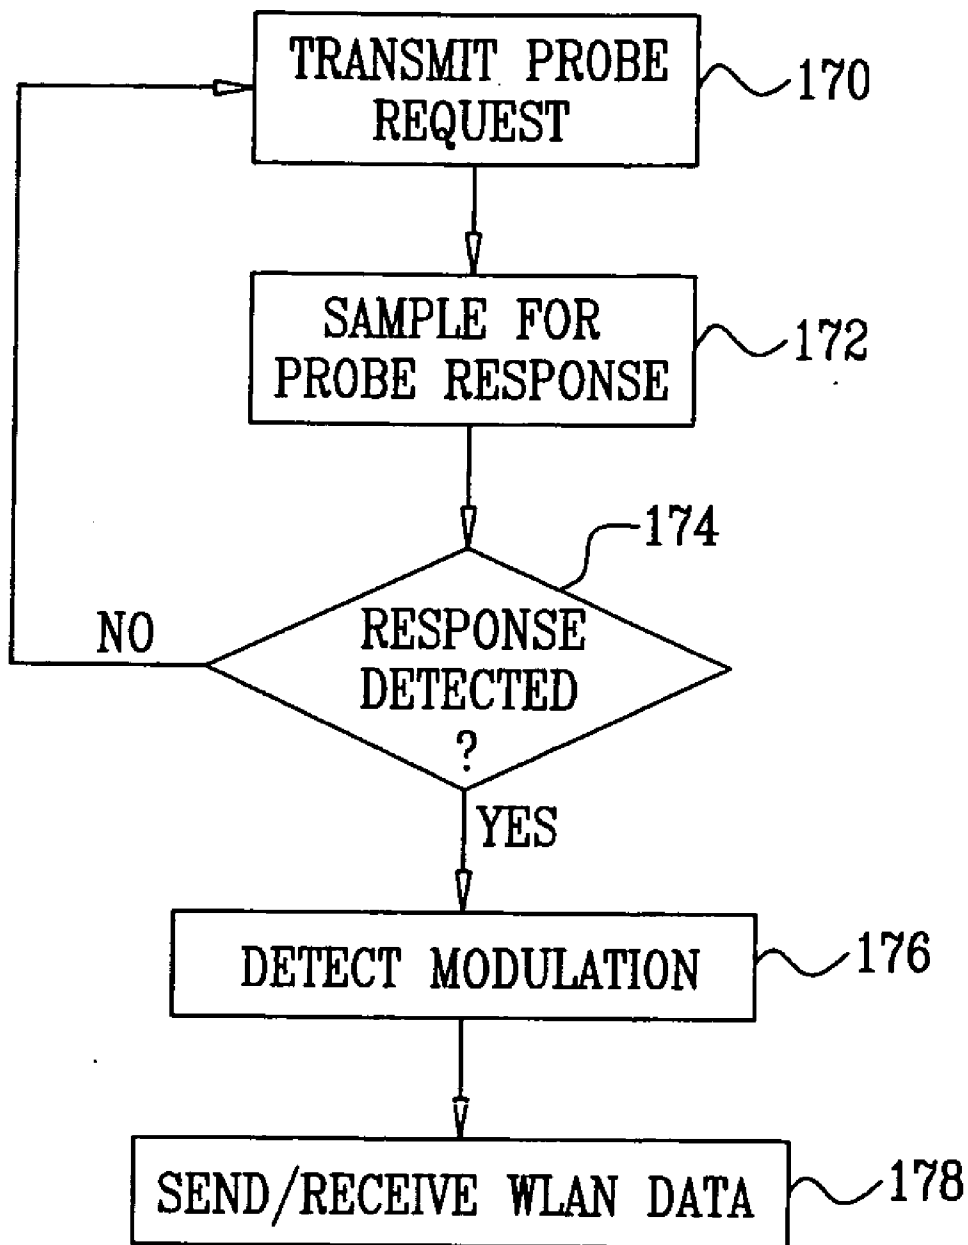 TRANSMIT PROBE
REQUEST
170
SAMPLE FOR
PROBE RESPONSE
172
174
RESPONSE
DETECTED
?
NO
YES
DETECT MODULATION
176
SEND/RECEIVE WLAN DATA
178